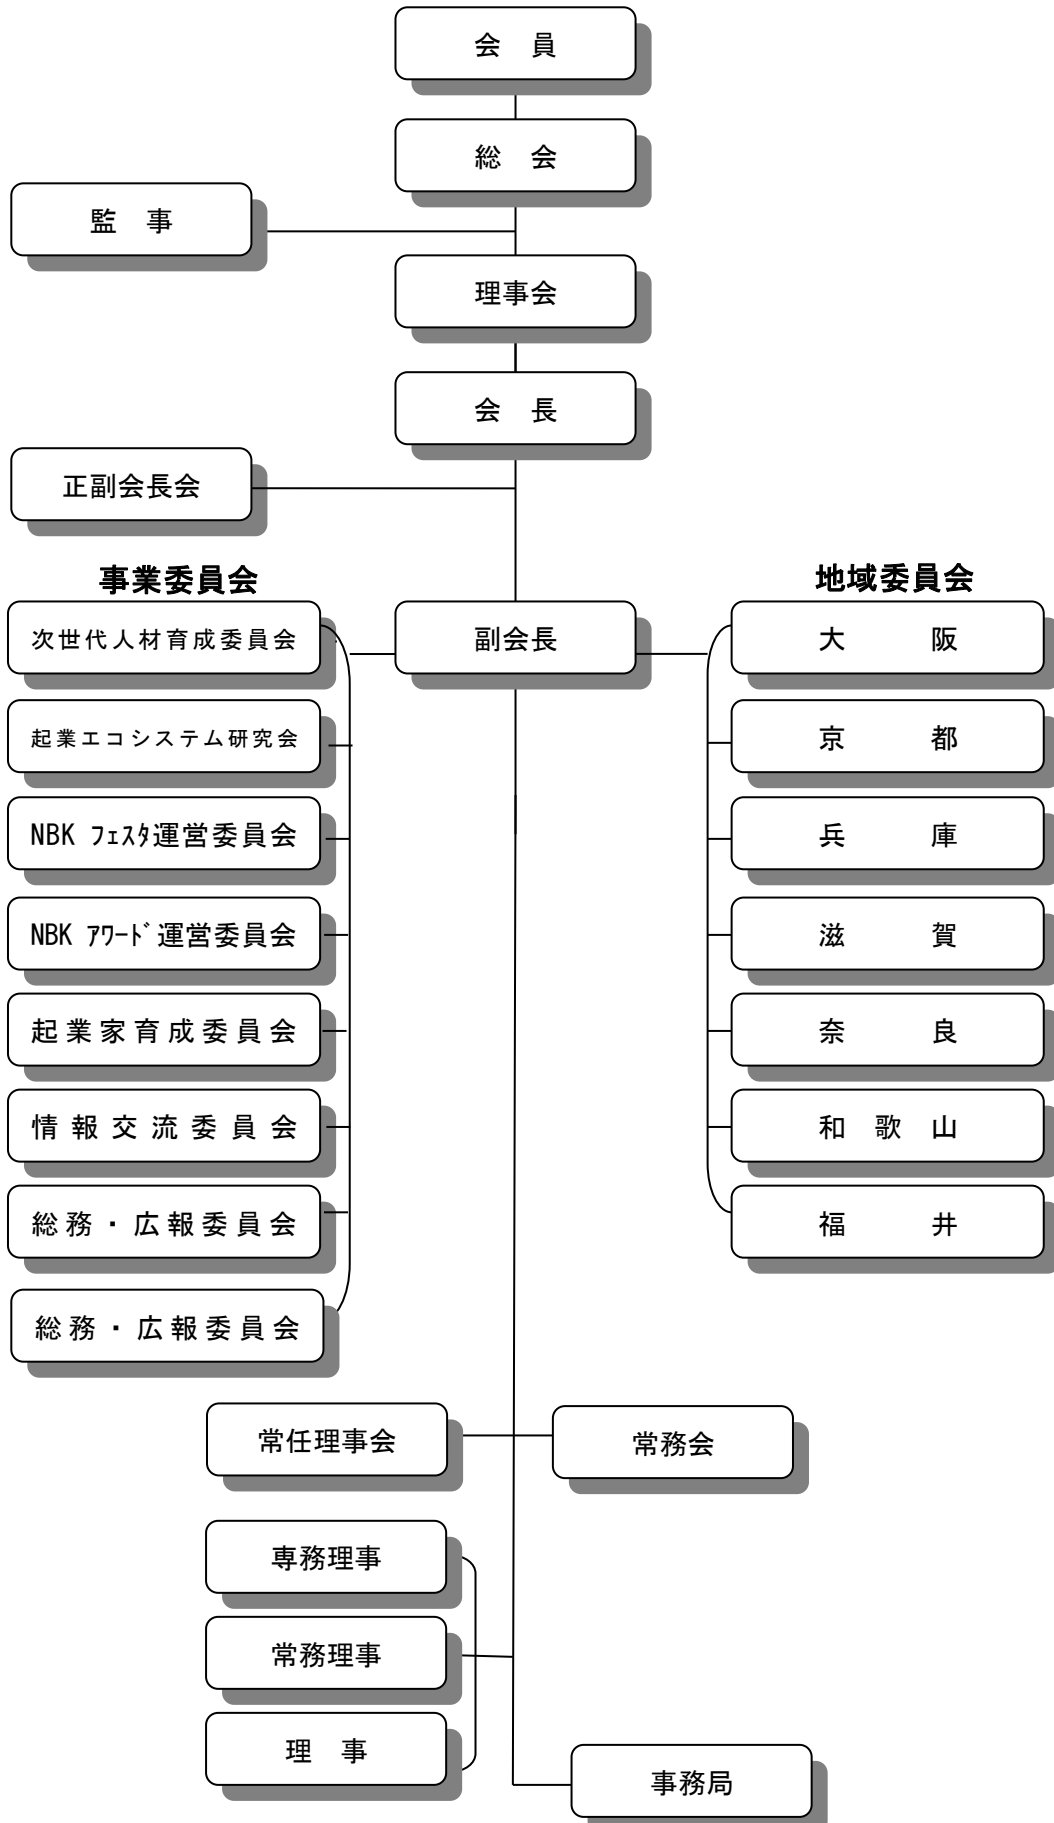 会　員
総　会
監　事
理事会
会　長
正副会長会
事業委員会
地域委員会
副会長
次世代人材育成委員会
起業エコシステム研究会
NBK ﾌｪｽﾀ運営委員会
NBK ｱﾜｰﾄﾞ運営委員会
起業家育成委員会
情報交流委員会
総務・広報委員会
総務・広報委員会
大　　阪
京　　都
兵　　庫
滋　　賀
奈　　良
和　歌　山
福　　井
常任理事会
常務会
専務理事
常務理事
理　事
事務局